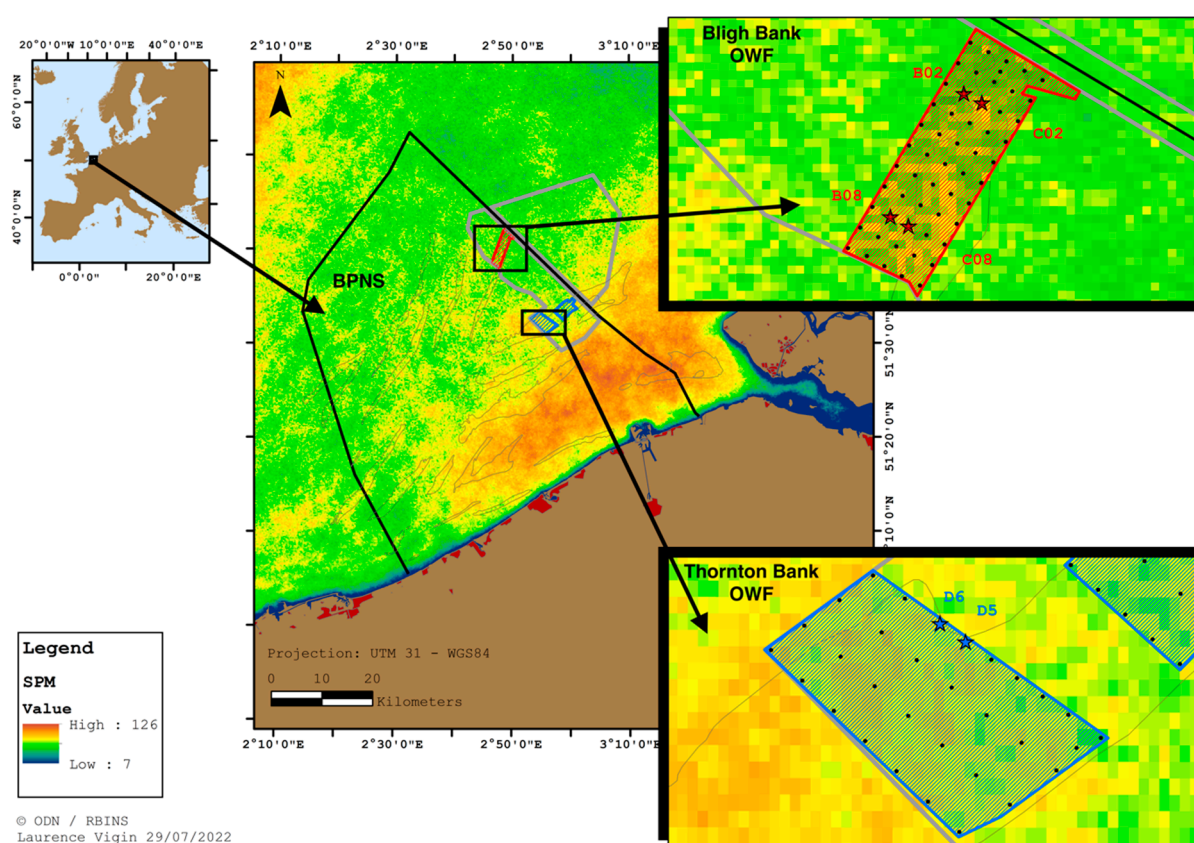 20°0'0"W 10°0'0"E 40°0'0"E
60°0'0"N
40°0'0"N
0°0'0" 20°0'0"E
2°10'0"E 2°30'0"E 2°50'0"E 3°10'0"E
N
BPNS
Bligh Bank
OWF
B02
C02
B08
C08
51°30'0"N
51°20'0"N
°10'0"N
Thornton Bank
OWF
D6
D5
Projection: UTM 31 - WGS84
0 10 20
Kilometers
2°10'0"E 2°30'0"E 2°50'0"E 3°10'0"E
Legend
SPM
Value
High : 126
Low : 7
© ODN / RBINS
Laurence Vigin 29/07/2022